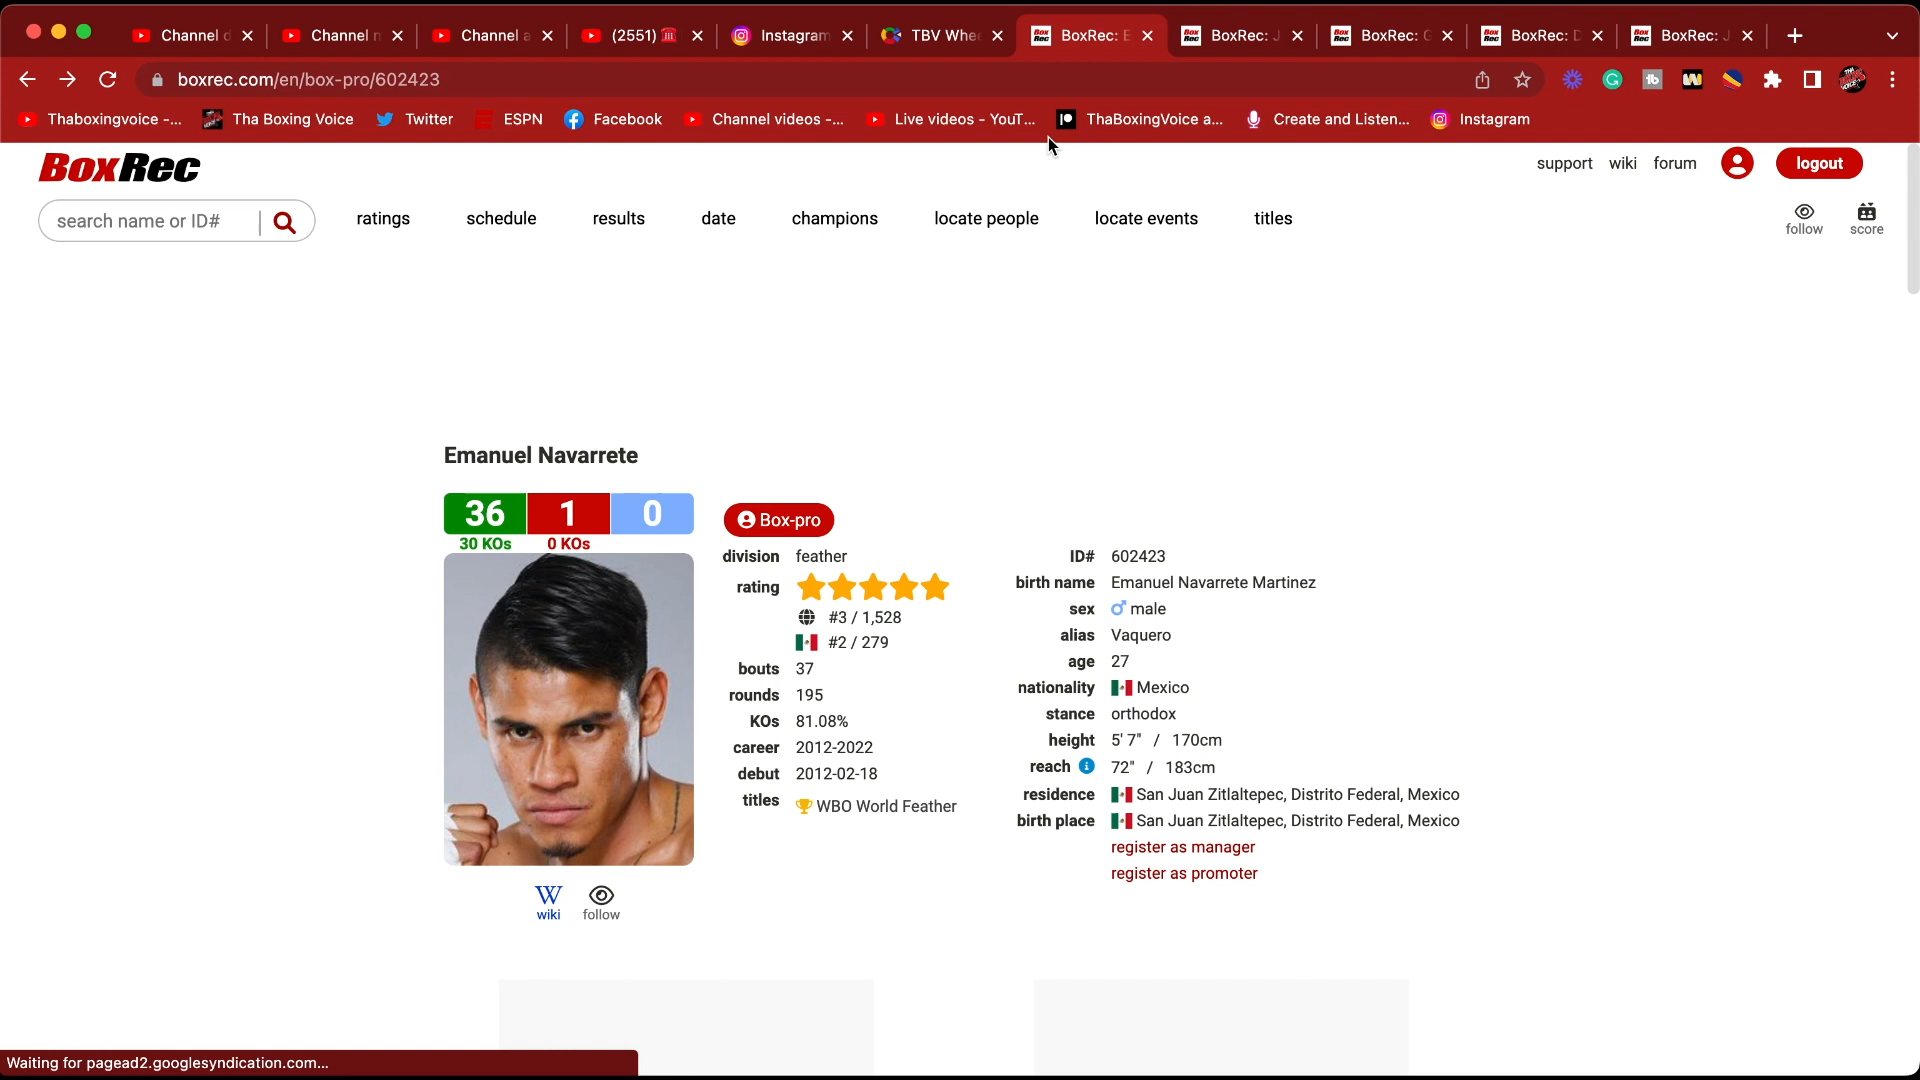 Channel d
Channel n
Channel a
(2551)
Instagram
TBV Whe
BoxRec: E
BoxRec: J
BoxRec: G
BoxRec: D
BoxRec: J
boxrec.com/en/box-pro/602423
Thaboxingvoice -...
Tha Boxing Voice
Twitter
ESPN
Facebook
Channel videos -...
Live videos - YouT...
ThaBoxingVoice a...
Create and Listen...
Instagram
BoxRec
support wiki forum
logout
search name or ID#
ratings
schedule
results
date
champions
locate people
locate events
titles
follow
score
Emanuel Navarrete
36 1 0
30 KOs 0 KOs
Box-pro
division feather
rating
#3 / 1,528
#2 / 279
bouts 37
rounds 195
KOs 81.08%
career 2012-2022
debut 2012-02-18
titles WBO World Feather
ID# 602423
birth name Emanuel Navarrete Martinez
sex ♂ male
alias Vaquero
age 27
nationality Mexico
stance orthodox
height 5' 7" / 170cm
reach 72" / 183cm
residence San Juan Zitlaltepec, Distrito Federal, Mexico
birth place San Juan Zitlaltepec, Distrito Federal, Mexico
register as manager
register as promoter
W
wiki
follow
Waiting for pagead2.googlesyndication.com...